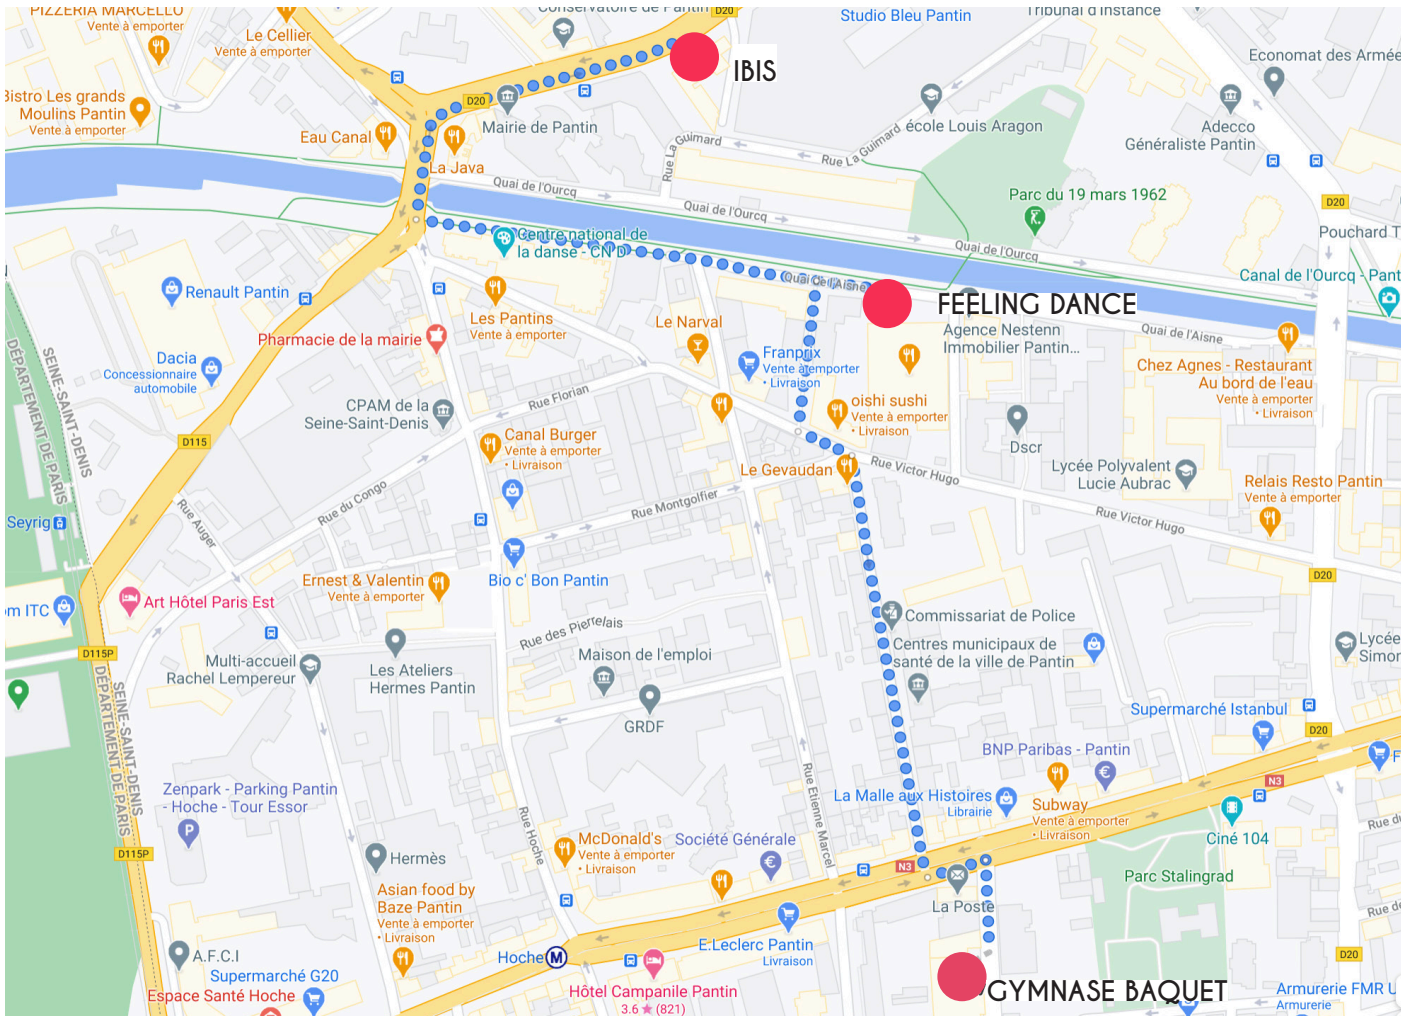 PIZZERIA MARCELLO
Vente à emporter
Le Cellier
Vente à emporter
Conservatoire de Pantin
D20
Studio Bleu Pantin
Tribunal d'Instance
Economat des Armée
IBIS
Bistro Les grands
Moulins Pantin
Vente à emporter
Eau Canal
D20
Mairie de Pantin
La Java
école Louis Aragon
Adecco
Généraliste Pantin
Rue La Guimard
Rue La Guimard
Quai de l'Ourcq
Quai de l'Ourcq
Quai de l'Ourcq
Parc du 19 mars 1962
D20
Pouchard T
Canal de l'Ourcq - Pant
Centre national de
la danse - CN D
Renault Pantin
Quai de l'Aisne
FEELING DANCE
Quai de l'Aisne
Les Pantins
Vente à emporter
Le Narval
Agence Nestenn
Immobilier Pantin...
Pharmacie de la mairie
Franprix
Vente à emporter
• Livraison
Chez Agnes - Restaurant
Au bord de l'eau
Vente à emporter
• Livraison
Dacia
Concessionnaire
automobile
SEINE-SAINT-DENIS
DÉPARTEMENT DE PARIS
CPAM de la
Seine-Saint-Denis
Rue Florian
oishi sushi
Vente à emporter
• Livraison
D115
Canal Burger
Vente à emporter
• Livraison
Dscr
Le Gevaudan
Rue Victor Hugo
Lycée Polyvalent
Lucie Aubrac
Relais Resto Pantin
Vente à emporter
Rue du Congo
Rue Auger
Rue Montgolfier
Rue Victor Hugo
Seyrig
Bio c' Bon Pantin
D20
Ernest & Valentin
Vente à emporter
om ITC
Art Hôtel Paris Est
Commissariat de Police
Rue des Pierrelais
D115P
Multi-accueil
Rachel Lempereur
Les Ateliers
Hermes Pantin
Maison de l'emploi
Centres municipaux de
santé de la ville de Pantin
Lycée
Simor
GRDF
Supermarché Istanbul
D20
SEINE-SAINT-DENIS
DÉPARTEMENT DE PARIS
BNP Paribas - Pantin
Zenpark - Parking Pantin
- Hoche - Tour Essor
P
N3
F
La Malle aux Histoires
Librairie
Subway
Vente à emporter
• Livraison
Rue Hoche
Rue Etienne Marcel
Ciné 104
Rue du
D115P
Hermès
McDonald's
Vente à emporter
• Livraison
Société Générale
€
€
N3
Parc Stalingrad
Asian food by
Baze Pantin
Vente à emporter
• Livraison
La Poste
Rue de
A.F.C.I
Hoche
M
E.Leclerc Pantin
Livraison
D20
Supermarché G20
Espace Santé Hoche
Hôtel Campanile Pantin
3.6 ★ (821)
GYMNASE BAQUET
Armurerie FMR U
Armurerie